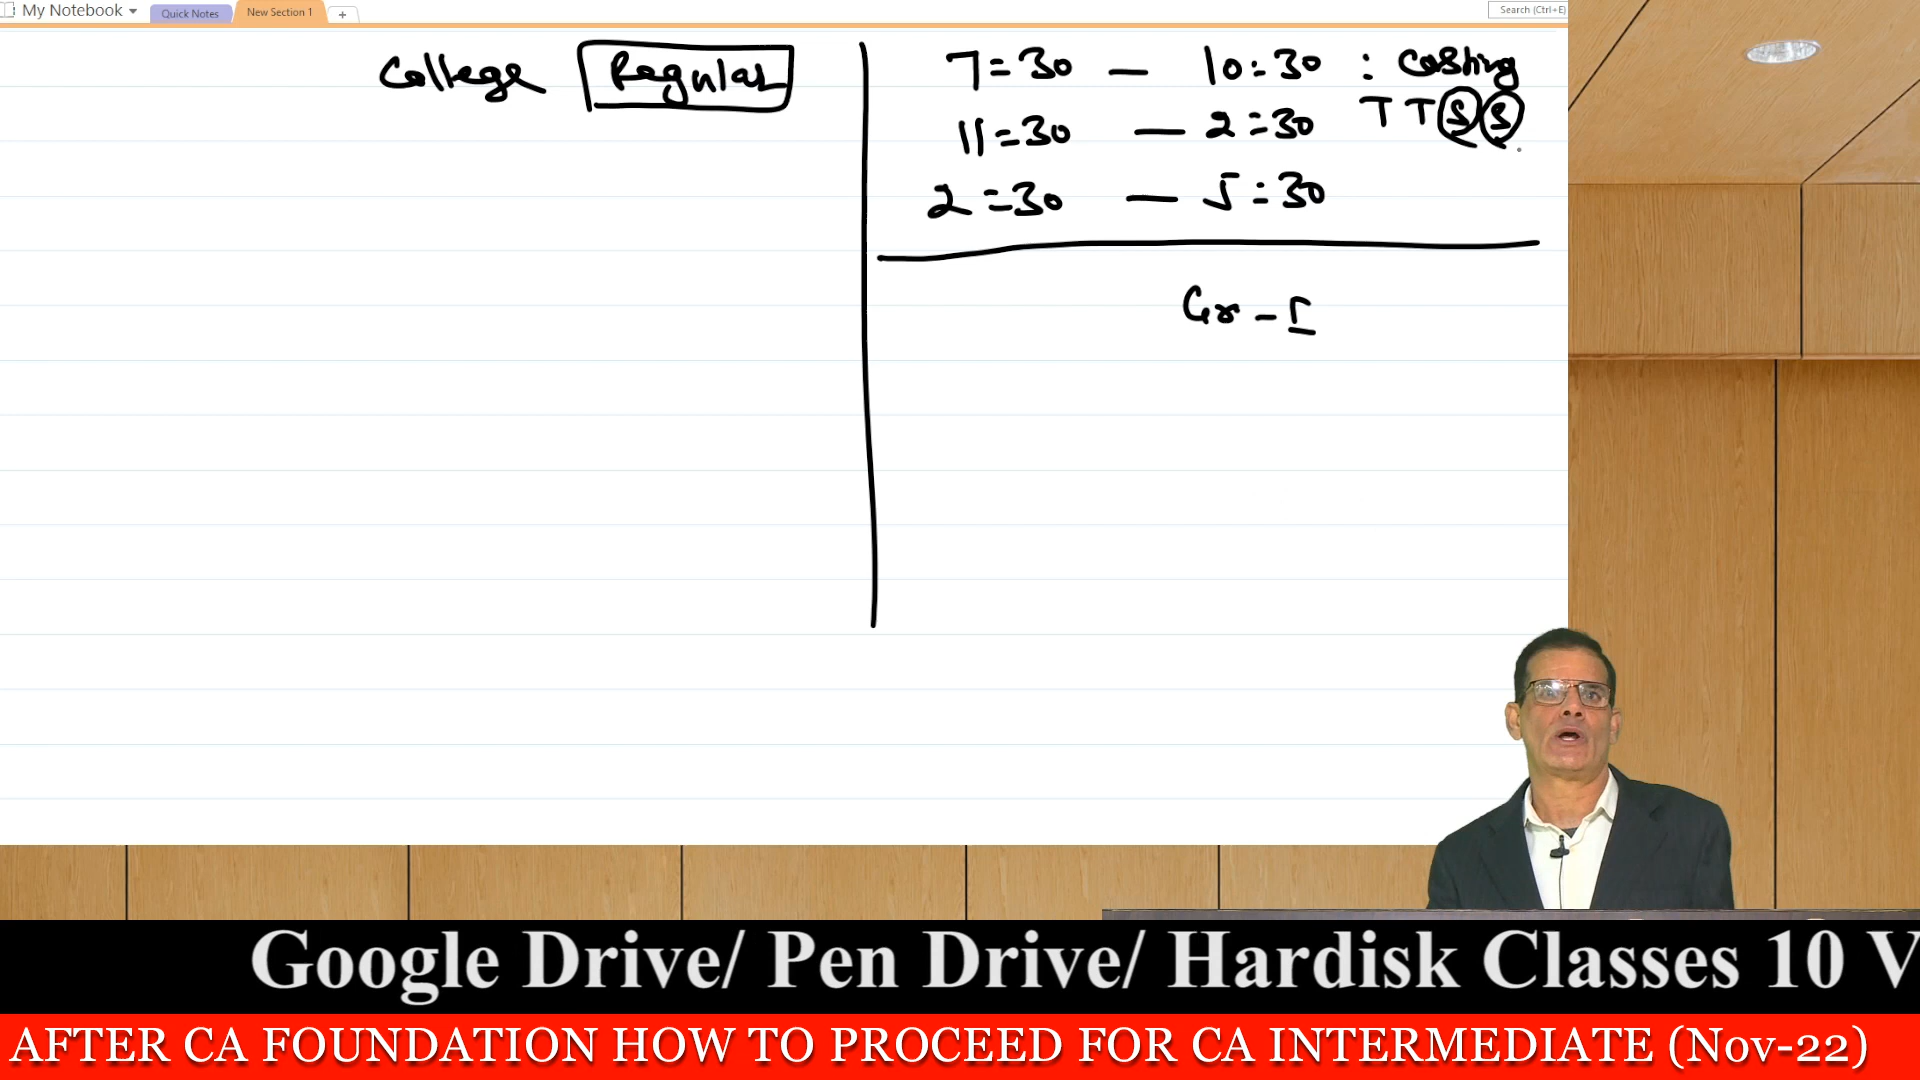 My Notebook
Quick Notes
New Section 1
Search (Ctrl+E)
College Regular
7=30 — 10:30 : Costing
T T S S
11=30 — 2=30
2=30 — 5:30
Gr - I
Google Drive/ Pen Drive/ Hardisk Classes 10 V
AFTER CA FOUNDATION HOW TO PROCEED FOR CA INTERMEDIATE (Nov-22)